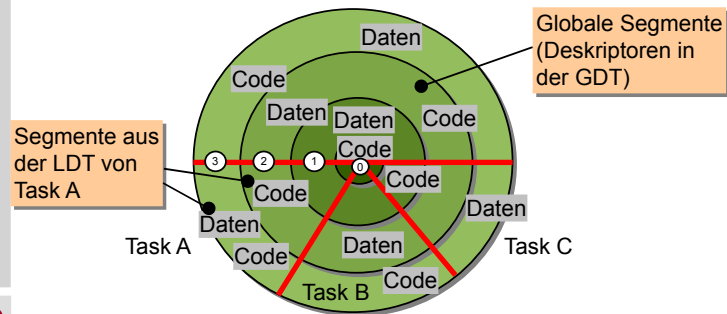 Globale Segmente
(Deskriptoren in
der GDT)
Daten
Code
Daten
Daten
Code
Code
Segmente aus
der LDT von
Task A
3
2
1
0
Code
Code
Daten
Daten
Task A
Code
Daten
Task C
Task B
Code